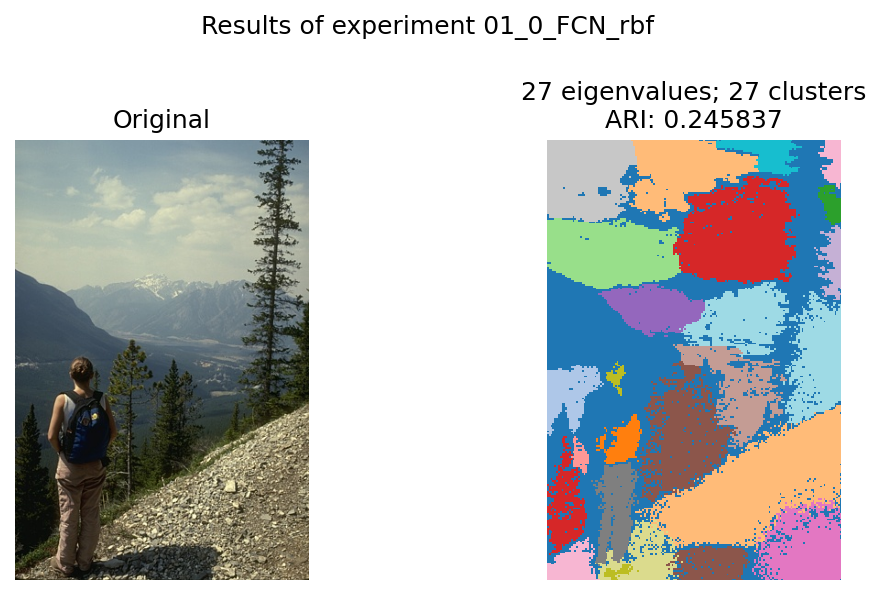 Results of experiment 01_0_FCN_rbf
Original
27 eigenvalues; 27 clusters
ARI: 0.245837